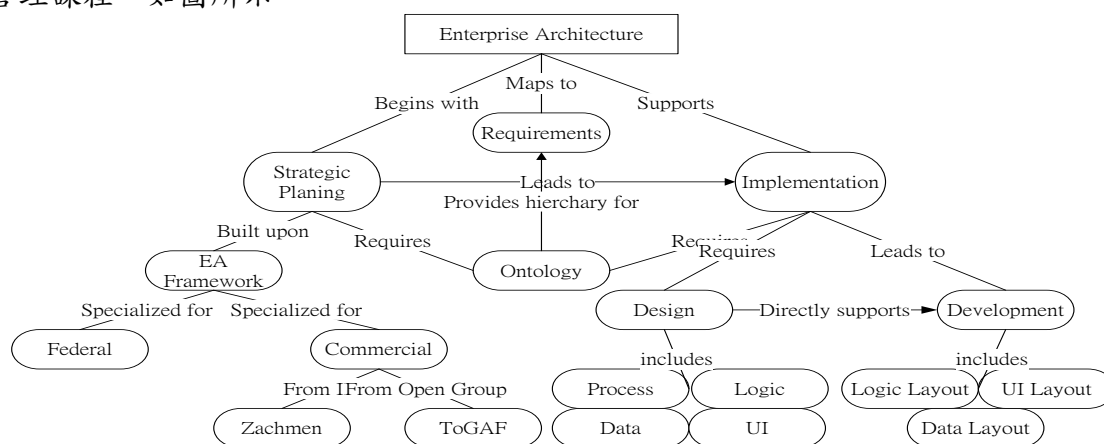 Enterprise Architecture
Begins with
Maps to
Supports
Requirements
Strategic
Planing
Leads to
Implementation
Provides hierchary for
Built upon
Requires
Requires
Requires
Leads to
EA
Framework
Ontology
Specialized for
Specialized for
Design
Directly supports
Development
Federal
Commercial
includes
includes
From I
From Open Group
Process
Logic
Logic Layout
UI Layout
Zachmen
ToGAF
Data
UI
Data Layout